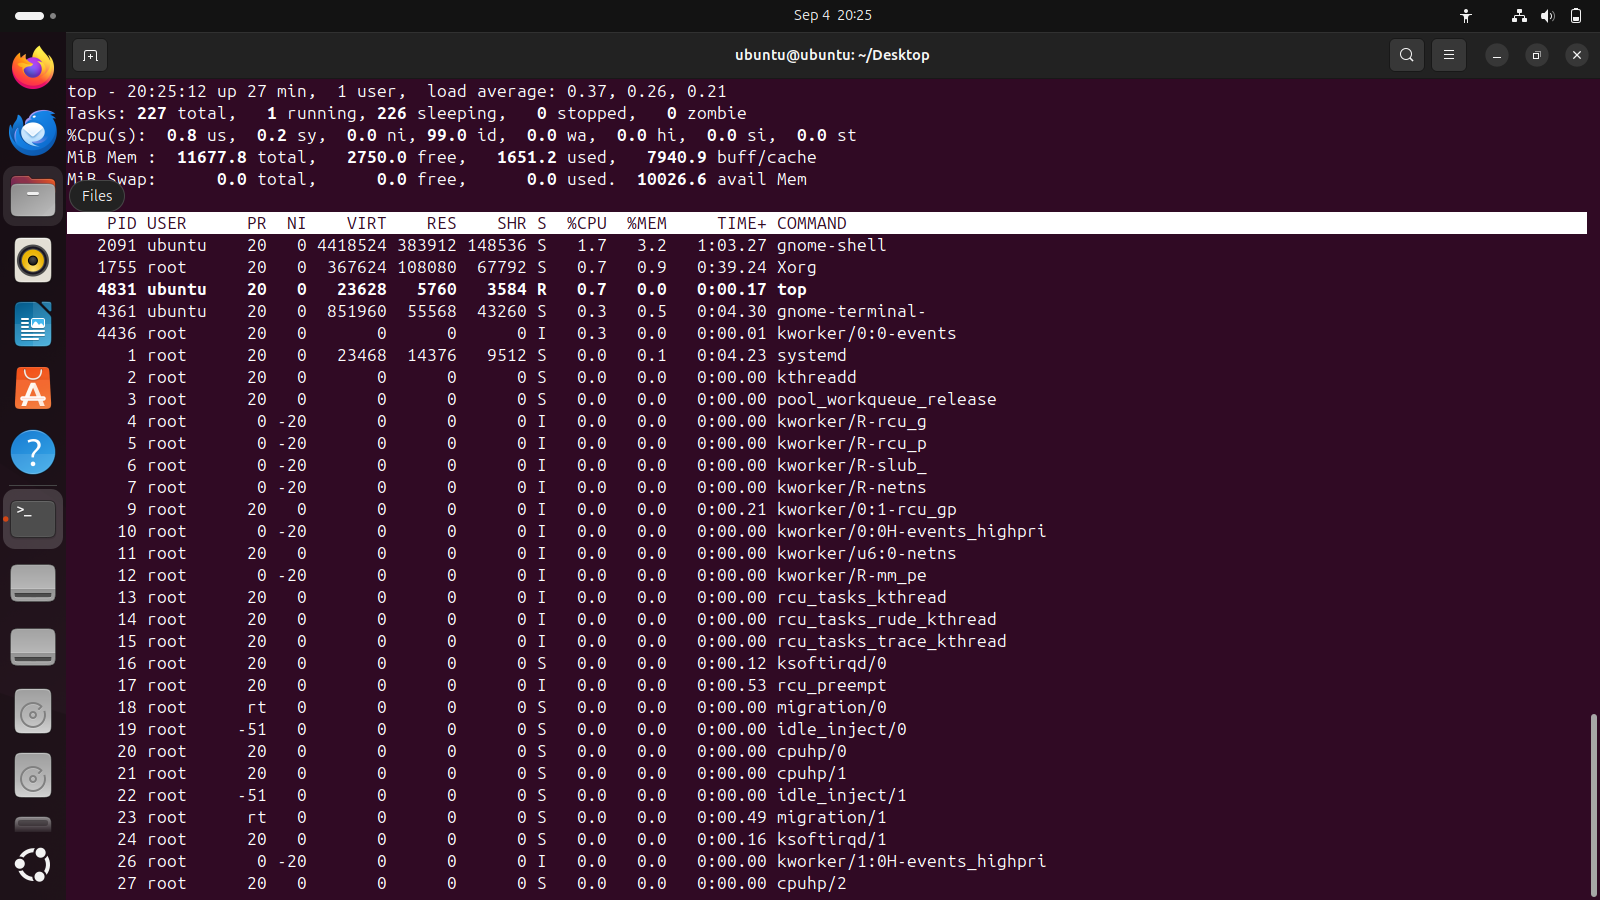 Sep 4 20:25
ubuntu@ubuntu: ~/Desktop
top - 20:25:12 up 27 min,  1 user,  load average: 0.37, 0.26, 0.21
Tasks: 227 total,   1 running, 226 sleeping,   0 stopped,   0 zombie
%Cpu(s):  0.8 us,  0.2 sy,  0.0 ni, 99.0 id,  0.0 wa,  0.0 hi,  0.0 si,  0.0 st
MiB Mem :  11677.8 total,   2750.0 free,   1651.2 used,   7940.9 buff/cache
MiB Swap:      0.0 total,      0.0 free,      0.0 used.  10026.6 avail Mem
Files
PID USER PR NI VIRT RES SHR S %CPU %MEM TIME+ COMMAND
2091 ubuntu 20 0 4418524 383912 148536 S 1.7 3.2 1:03.27 gnome-shell
1755 root 20 0 367624 108080 67792 S 0.7 0.9 0:39.24 Xorg
4831 ubuntu 20 0 23628 5760 3584 R 0.7 0.0 0:00.17 top
4361 ubuntu 20 0 851960 55568 43260 S 0.3 0.5 0:04.30 gnome-terminal-
4436 root 20 0 0 0 0 I 0.3 0.0 0:00.01 kworker/0:0-events
1 root 20 0 23468 14376 9512 S 0.0 0.1 0:04.23 systemd
2 root 20 0 0 0 0 S 0.0 0.0 0:00.00 kthreadd
3 root 20 0 0 0 0 S 0.0 0.0 0:00.00 pool_workqueue_release
4 root 0 -20 0 0 0 I 0.0 0.0 0:00.00 kworker/R-rcu_g
5 root 0 -20 0 0 0 I 0.0 0.0 0:00.00 kworker/R-rcu_p
6 root 0 -20 0 0 0 I 0.0 0.0 0:00.00 kworker/R-slub_
7 root 0 -20 0 0 0 I 0.0 0.0 0:00.00 kworker/R-netns
9 root 20 0 0 0 0 I 0.0 0.0 0:00.21 kworker/0:1-rcu_gp
10 root 0 -20 0 0 0 I 0.0 0.0 0:00.00 kworker/0:0H-events_highpri
11 root 20 0 0 0 0 I 0.0 0.0 0:00.00 kworker/u6:0-netns
12 root 0 -20 0 0 0 I 0.0 0.0 0:00.00 kworker/R-mm_pe
13 root 20 0 0 0 0 I 0.0 0.0 0:00.00 rcu_tasks_kthread
14 root 20 0 0 0 0 I 0.0 0.0 0:00.00 rcu_tasks_rude_kthread
15 root 20 0 0 0 0 I 0.0 0.0 0:00.00 rcu_tasks_trace_kthread
16 root 20 0 0 0 0 S 0.0 0.0 0:00.12 ksoftirqd/0
17 root 20 0 0 0 0 I 0.0 0.0 0:00.53 rcu_preempt
18 root rt 0 0 0 0 S 0.0 0.0 0:00.00 migration/0
19 root -51 0 0 0 0 S 0.0 0.0 0:00.00 idle_inject/0
20 root 20 0 0 0 0 S 0.0 0.0 0:00.00 cpuhp/0
21 root 20 0 0 0 0 S 0.0 0.0 0:00.00 cpuhp/1
22 root -51 0 0 0 0 S 0.0 0.0 0:00.00 idle_inject/1
23 root rt 0 0 0 0 S 0.0 0.0 0:00.49 migration/1
24 root 20 0 0 0 0 S 0.0 0.0 0:00.16 ksoftirqd/1
26 root 0 -20 0 0 0 I 0.0 0.0 0:00.00 kworker/1:0H-events_highpri
27 root 20 0 0 0 0 S 0.0 0.0 0:00.00 cpuhp/2